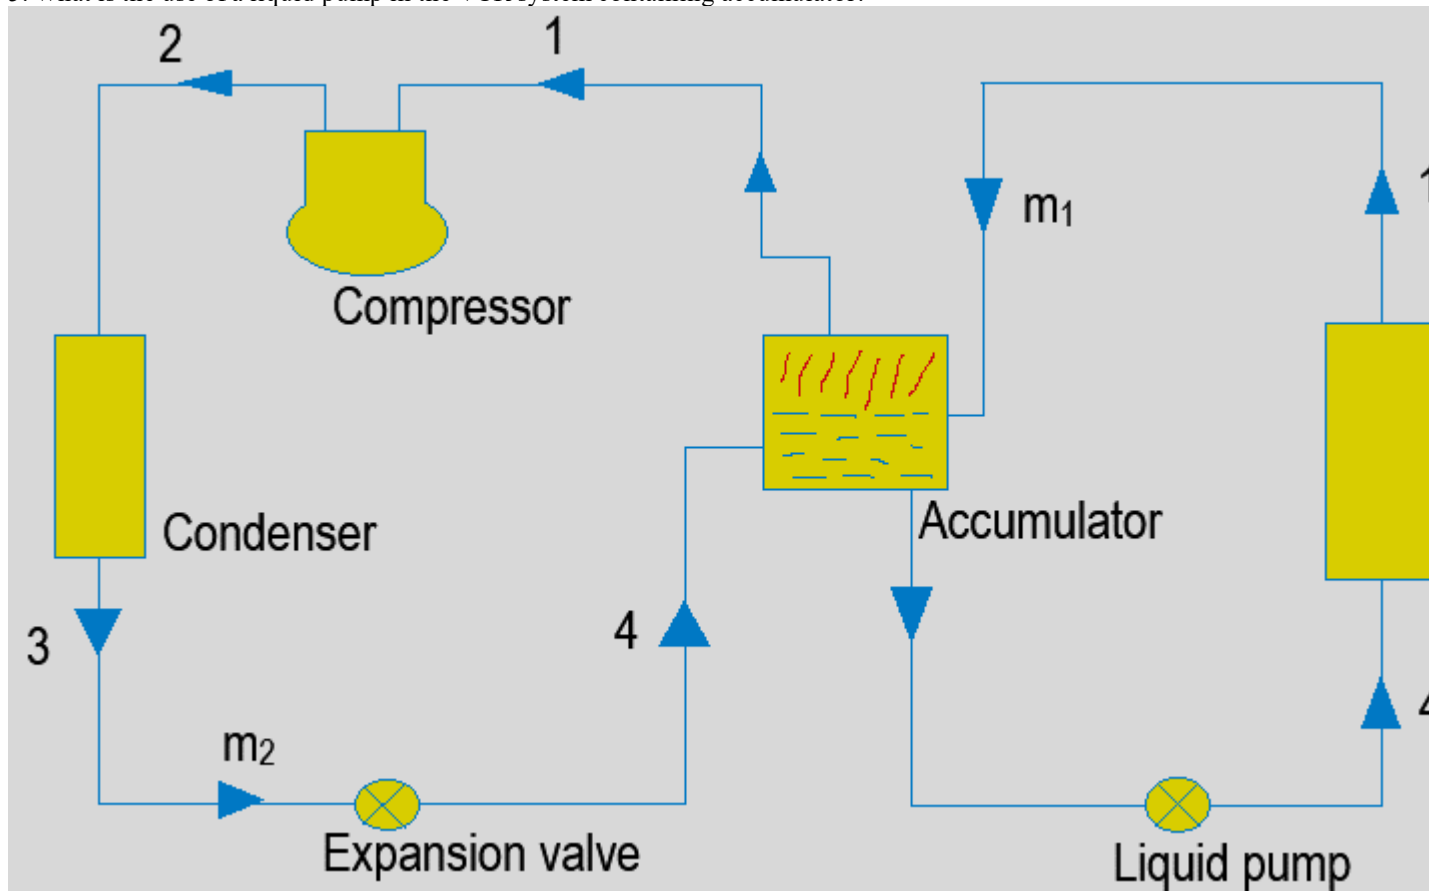 2
1
m1
Compressor
Condenser
Accumulator
3
4
m2
Expansion valve
Liquid pump